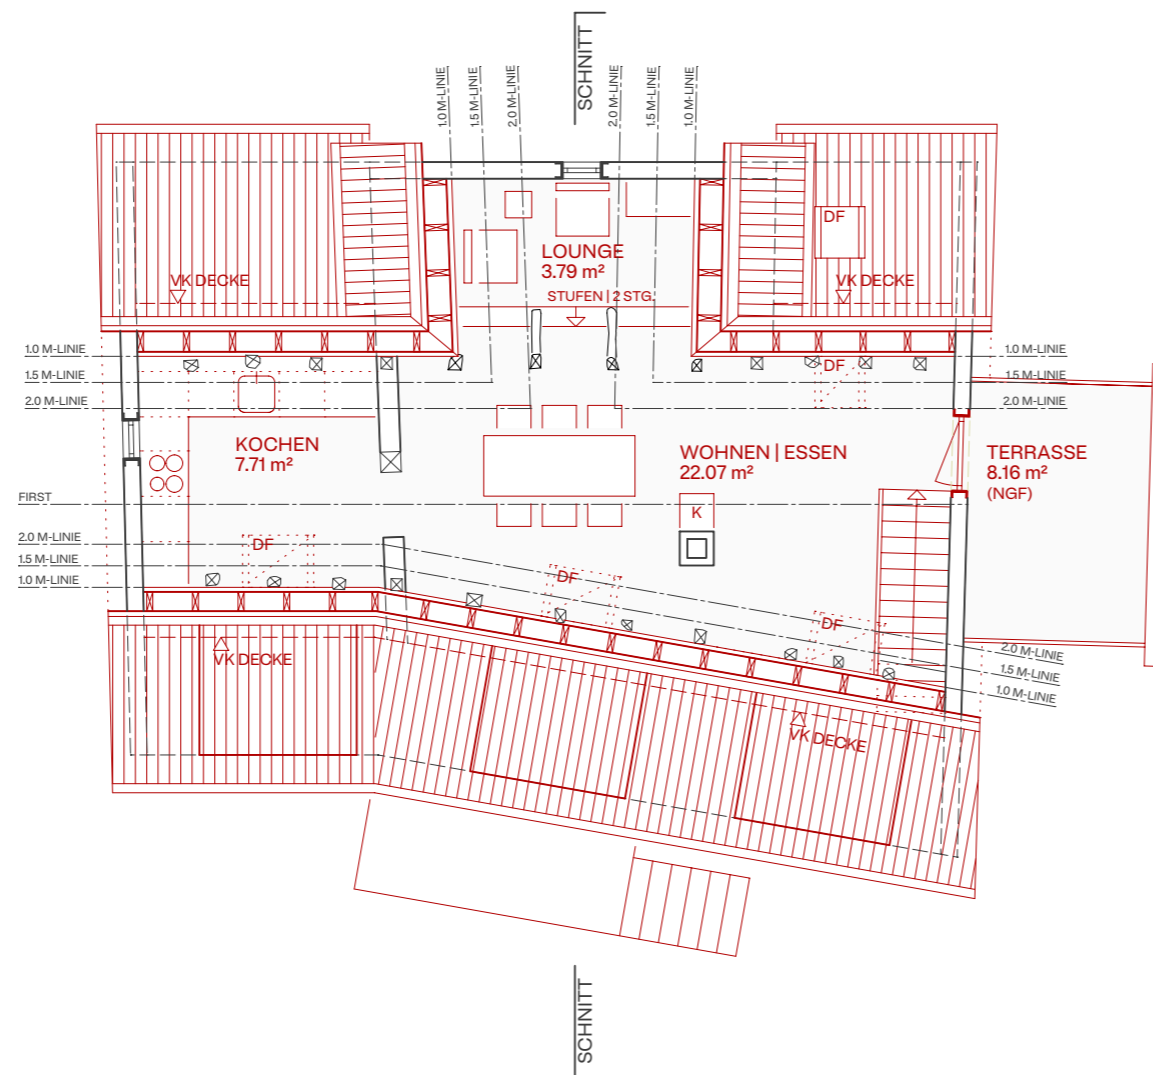 SCHNITT
1.0 M-LINIE
1.5 M-LINIE
2.0 M-LINIE
2.0 M-LINIE
1.5 M-LINIE
1.0 M-LINIE
DF
LOUNGE
3.79 m²
VK DECKE
VK DECKE
STUFEN | 2 STG.
1.0 M-LINIE
1.0 M-LINIE
DF
1.5 M-LINIE
1.5 M-LINIE
2.0 M-LINIE
2.0 M-LINIE
KOCHEN
7.71 m²
WOHNEN | ESSEN
22.07 m²
TERRASSE
8.16 m²
(NGF)
FIRST
K
2.0 M-LINIE
DF
1.5 M-LINIE
1.0 M-LINIE
DF
DF
2.0 M-LINIE
1.5 M-LINIE
1.0 M-LINIE
VK DECKE
VK DECKE
SCHNITT